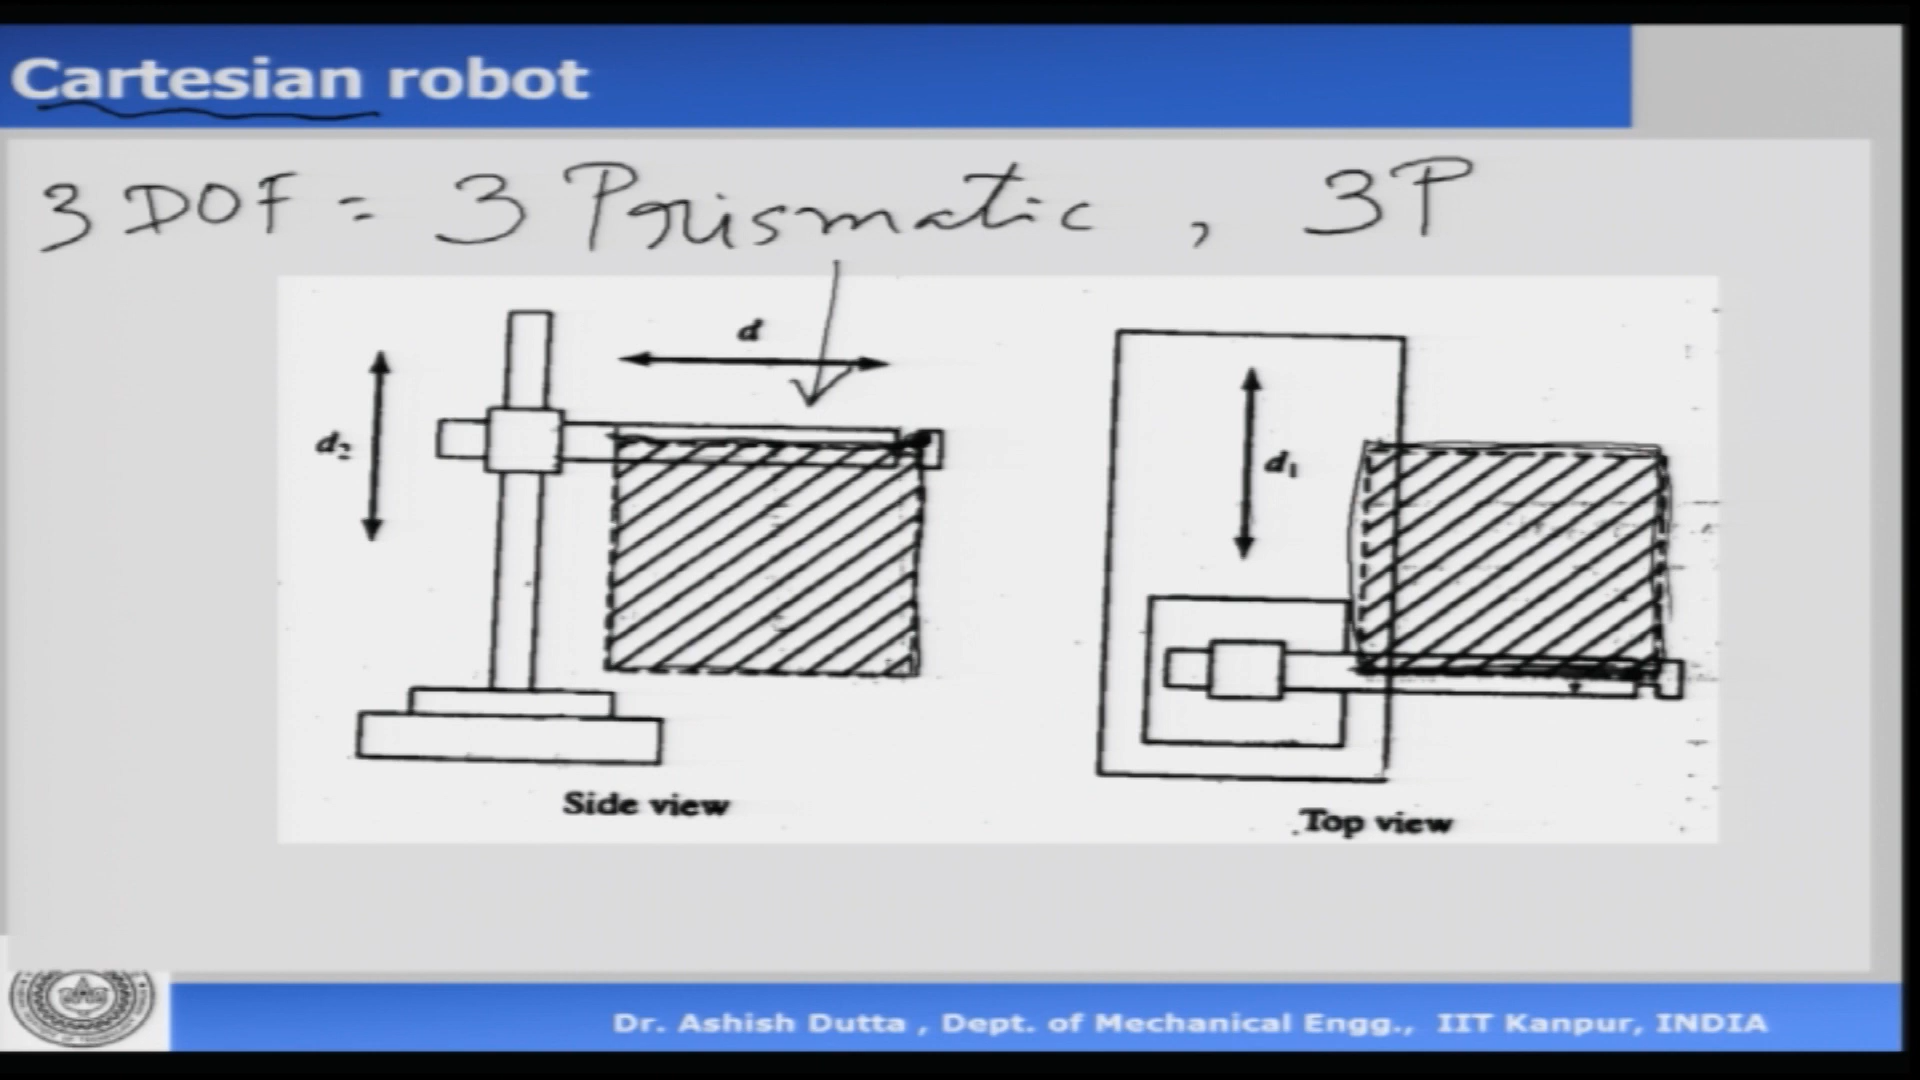 Cartesian robot
3 DOF = 3 Prismatic , 3P
d
d2
d1
Side view
Top view
Dr. Ashish Dutta , Dept. of Mechanical Engg., IIT Kanpur, INDIA